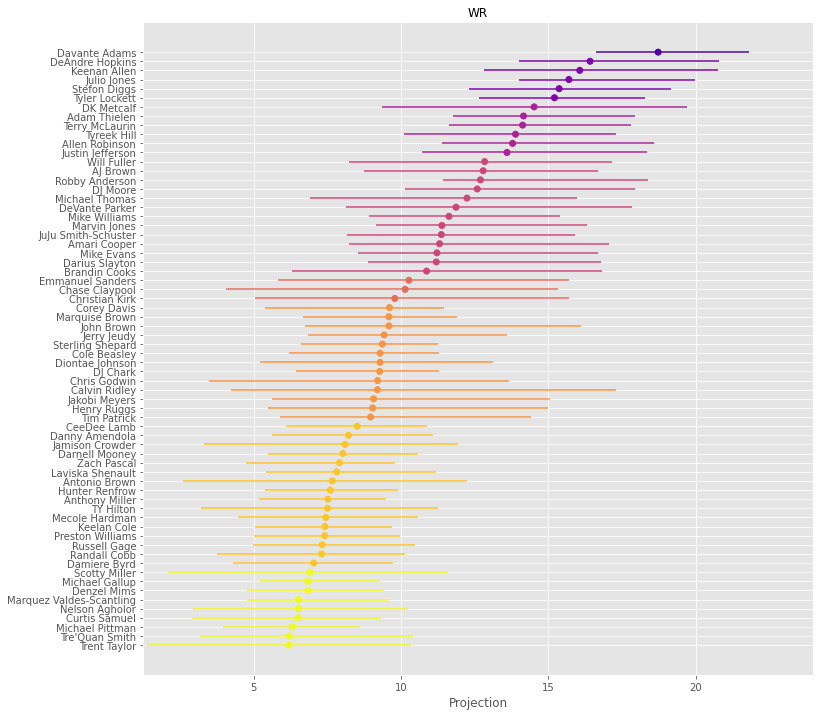 WR
Davante Adams
DeAndre Hopkins
Keenan Allen
Julio Jones
Stefon Diggs
Tyler Lockett
DK Metcalf
Adam Thielen
Terry McLaurin
Tyreek Hill
Allen Robinson
Justin Jefferson
Will Fuller
AJ Brown
Robby Anderson
DJ Moore
Michael Thomas
DeVante Parker
Mike Williams
Marvin Jones
JuJu Smith-Schuster
Amari Cooper
Mike Evans
Darius Slayton
Brandin Cooks
Emmanuel Sanders
Chase Claypool
Christian Kirk
Corey Davis
Marquise Brown
John Brown
Jerry Jeudy
Sterling Shepard
Cole Beasley
Diontae Johnson
DJ Chark
Chris Godwin
Calvin Ridley
Jakobi Meyers
Henry Ruggs
Tim Patrick
CeeDee Lamb
Danny Amendola
Jamison Crowder
Darnell Mooney
Zach Pascal
Laviska Shenault
Antonio Brown
Hunter Renfrow
Anthony Miller
TY Hilton
Mecole Hardman
Keelan Cole
Preston Williams
Russell Gage
Randall Cobb
Damiere Byrd
Scotty Miller
Michael Gallup
Denzel Mims
Marquez Valdes-Scantling
Nelson Agholor
Curtis Samuel
Michael Pittman
Tre'Quan Smith
Trent Taylor
5 10 15 20
Projection